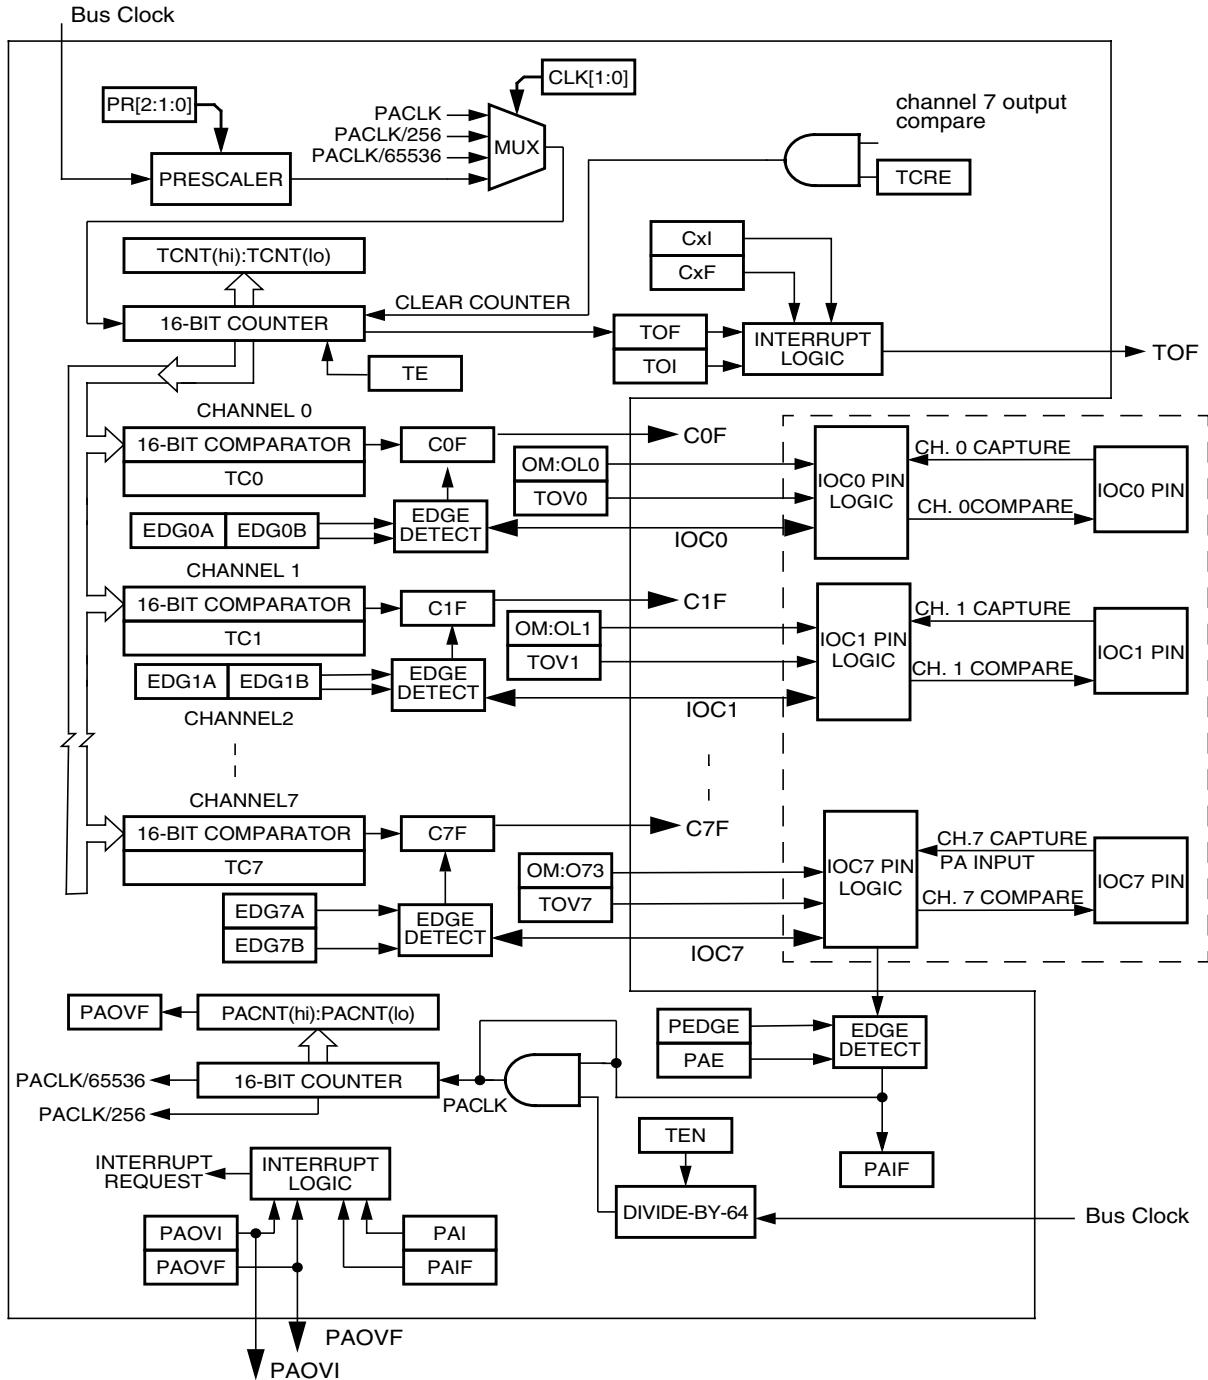 Bus Clock
PR[2:1:0]
CLK[1:0]
PACLK
PACLK/256
PACLK/65536
MUX
PRESCALER
channel 7 output
compare
TCRE
TCNT(hi):TCNT(lo)
CxI
CxF
CLEAR COUNTER
16-BIT COUNTER
TOF
TOI
INTERRUPT
LOGIC
TOF
TE
CHANNEL 0
16-BIT COMPARATOR
TC0
C0F
C0F
OM:OL0
TOV0
EDG0A
EDG0B
EDGE
DETECT
IOC0
IOC0 PIN
LOGIC
CH. 0 CAPTURE
CH. 0COMPARE
IOC0 PIN
CHANNEL 1
16-BIT COMPARATOR
TC1
C1F
C1F
OM:OL1
TOV1
EDG1A
EDG1B
EDGE
DETECT
IOC1
IOC1 PIN
LOGIC
CH. 1 CAPTURE
CH. 1 COMPARE
IOC1 PIN
CHANNEL2
CHANNEL7
16-BIT COMPARATOR
TC7
C7F
C7F
OM:O73
TOV7
EDG7A
EDG7B
EDGE
DETECT
IOC7
IOC7 PIN
LOGIC
CH.7 CAPTURE
PA INPUT
CH. 7 COMPARE
IOC7 PIN
PAOVF
PACNT(hi):PACNT(lo)
PEDGE
PAE
EDGE
DETECT
PACLK/65536
16-BIT COUNTER
PACLK
PACLK/256
TEN
PAIF
INTERRUPT
REQUEST
INTERRUPT
LOGIC
DIVIDE-BY-64
Bus Clock
PAOVI
PAOVF
PAI
PAIF
PAOVF
PAOVI